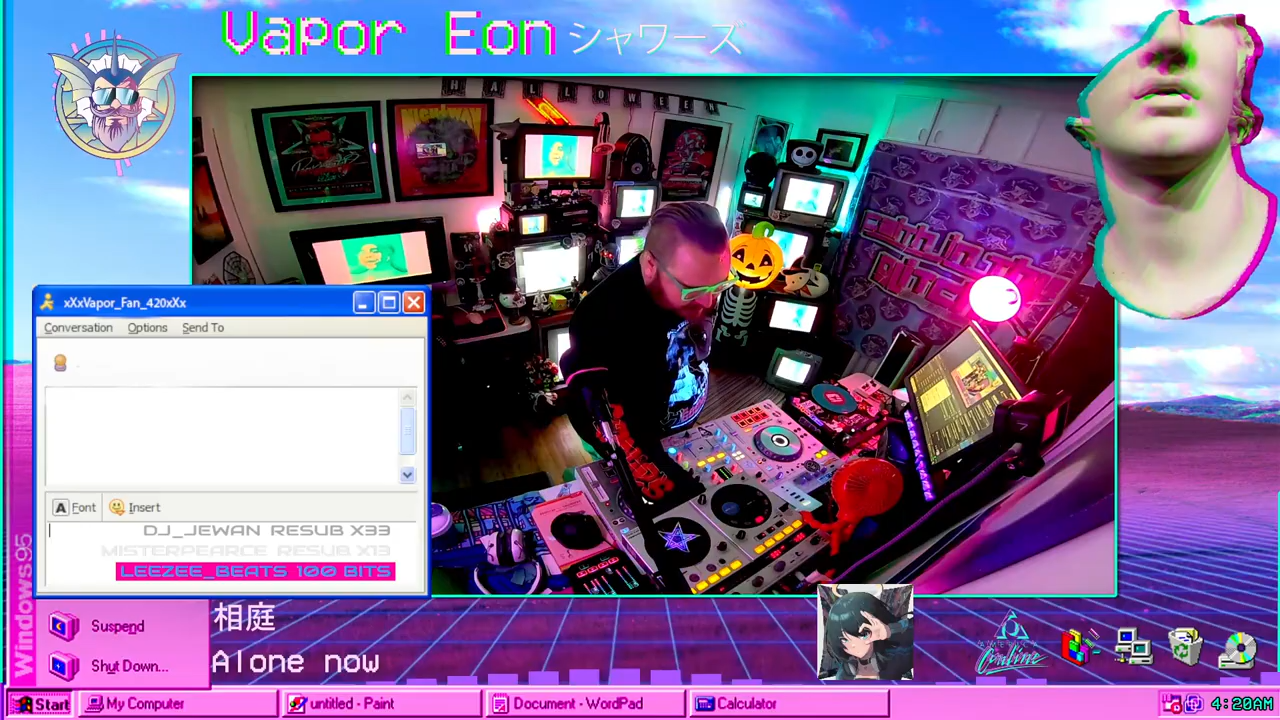 Vapor Eon シャワーズ
HALLOWEEN
xXxVapor_Fan_420xXx
Conversation Options Send To
A Font Insert
DJ_JEWAN RESUB X33
MISTERPEARCE RESUB X13
LEEZEE_BEATS 100 BITS
Windows95
Suspend
Shut Down...
相庭
Alone now
Online
Start My Computer untitled - Paint Document - WordPad Calculator 4:20AM